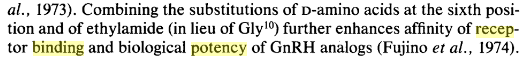 al., 1973). Combining the substitutions of D-amino acids at the sixth posi-
tion and of ethylamide (in lieu of Gly¹⁰) further enhances affinity of recep-
tor binding and biological potency of GnRH analogs (Fujino et al., 1974).